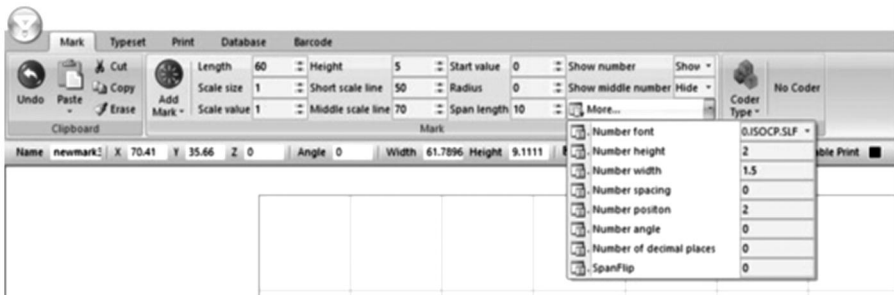 Mark Typeset Print Database Barcode
Cut Length 60 Height 5 Start value 0 Show number Show
Undo Paste Copy Add Mark Scale size 1 Short scale line 50 Radius 0 Show middle number Hide Coder Type No Coder
Erase Scale value 1 Middle scale line 70 Span length 10 More...
Clipboard Mark
Number font 0.ISOCP.SLF
Name newmark X 70.41 Y 35.66 Z 0 Angle 0 Width 61.7896 Height 9.1111 Number height 2 ble Print
Number width 1.5
Number spacing 0
Number positon 2
Number angle 0
Number of decimal places 0
SpanFlip 0